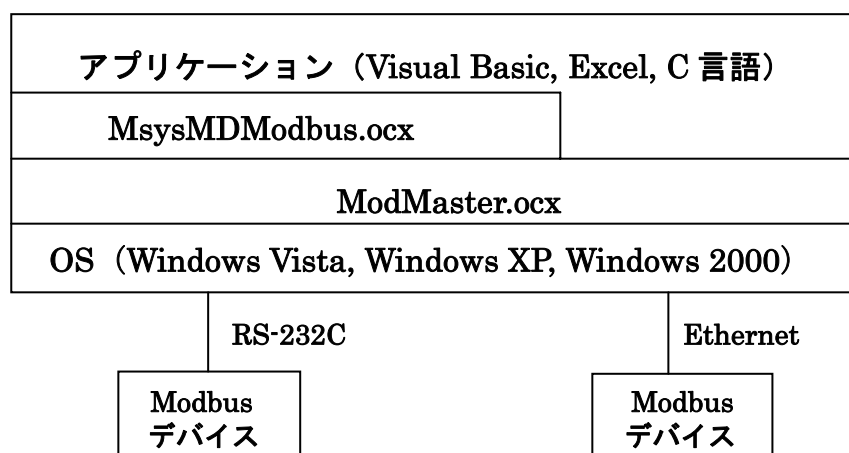 アプリケーション（Visual Basic, Excel, C 言語）
MsysMDModbus.ocx
ModMaster.ocx
OS（Windows Vista, Windows XP, Windows 2000）
RS-232C
Ethernet
Modbus
デバイス
Modbus
デバイス